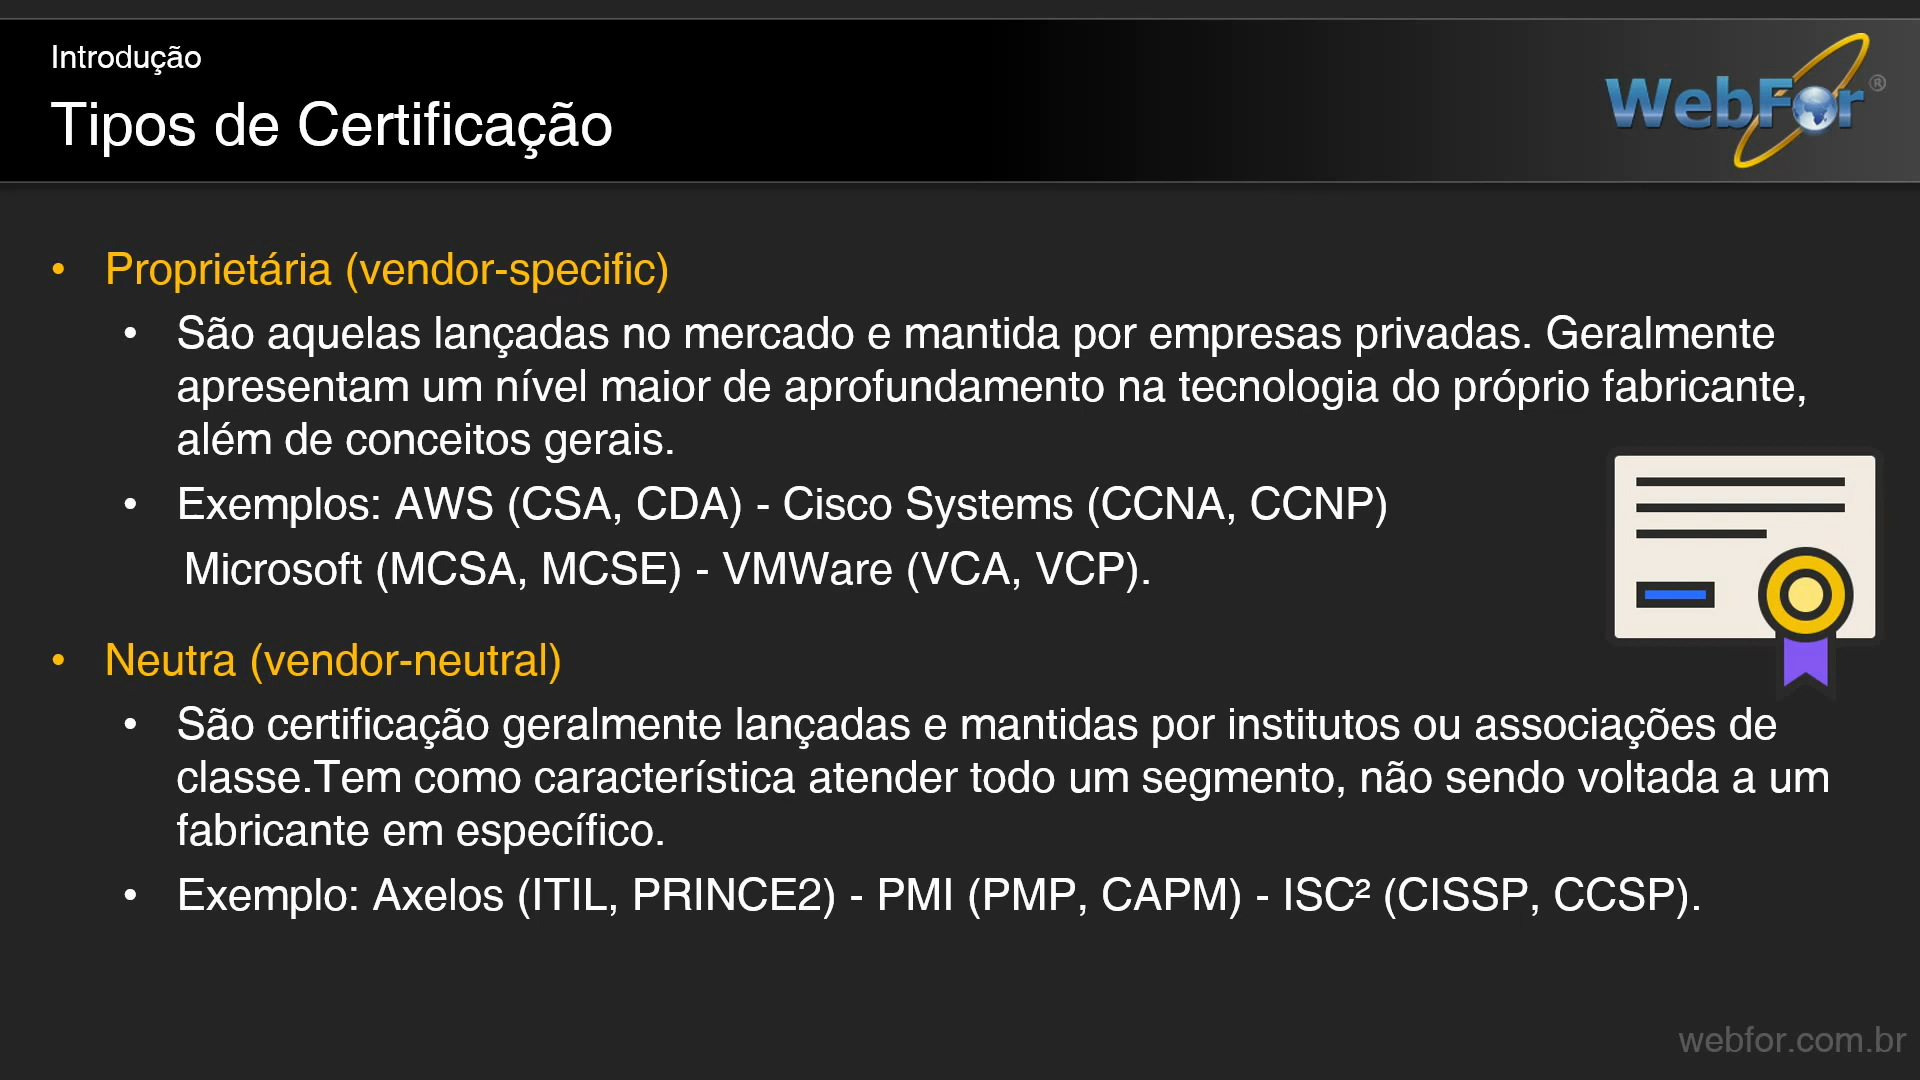 Introdução
Tipos de Certificação
WebFor®
• Proprietária (vendor-specific)
• São aquelas lançadas no mercado e mantida por empresas privadas. Geralmente
apresentam um nível maior de aprofundamento na tecnologia do próprio fabricante,
além de conceitos gerais.
• Exemplos: AWS (CSA, CDA) - Cisco Systems (CCNA, CCNP)
Microsoft (MCSA, MCSE) - VMWare (VCA, VCP).
• Neutra (vendor-neutral)
• São certificação geralmente lançadas e mantidas por institutos ou associações de
classe.Tem como característica atender todo um segmento, não sendo voltada a um
fabricante em específico.
• Exemplo: Axelos (ITIL, PRINCE2) - PMI (PMP, CAPM) - ISC² (CISSP, CCSP).
webfor.com.br